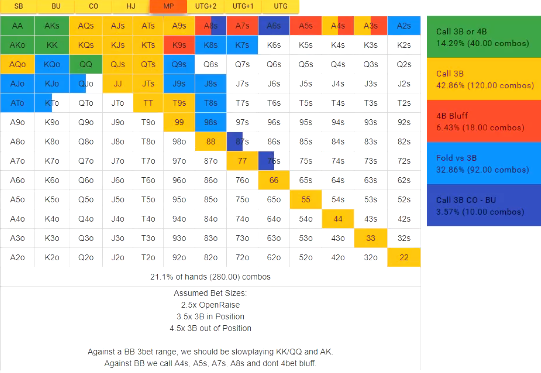 SB BU CO HJ MP UTG+2 UTG+1 UTG
AA AKs AQs AJs ATs A9s A8s A7s A6s A5s A4s A3s A2s
AKo KK KQs KJs KTs K9s K8s K7s K6s K5s K4s K3s K2s
AQo KQo QQ QJs QTs Q9s Q8s Q7s Q6s Q5s Q4s Q3s Q2s
AJo KJo QJo JJ JTs J9s J8s J7s J6s J5s J4s J3s J2s
ATo KTo QTo JTo TT T9s T8s T7s T6s T5s T4s T3s T2s
A9o K9o Q9o J9o T9o 99 98s 97s 96s 95s 94s 93s 92s
A8o K8o Q8o J8o T8o 98o 88 87s 86s 85s 84s 83s 82s
A7o K7o Q7o J7o T7o 97o 87o 77 76s 75s 74s 73s 72s
A6o K6o Q6o J6o T6o 96o 86o 76o 66 65s 64s 63s 62s
A5o K5o Q5o J5o T5o 95o 85o 75o 65o 55 54s 53s 52s
A4o K4o Q4o J4o T4o 94o 84o 74o 64o 54o 44 43s 42s
A3o K3o Q3o J3o T3o 93o 83o 73o 63o 53o 43o 33 32s
A2o K2o Q2o J2o T2o 92o 82o 72o 62o 52o 42o 32o 22
21.1% of hands (280.00) combos
Assumed Bet Sizes:
2.5x OpenRaise
3.5x 3B in Position
4.5x 3B out of Position
Against a BB 3bet range, we should be slowplaying KK/QQ and AK.
Against BB we call A4s, A5s, A7s, A8s and dont 4bet bluff.
Call 3B or 4B
14.29% (40.00 combos)
Call 3B
42.86% (120.00 combos)
4B Bluff
6.43% (18.00 combos)
Fold vs 3B
32.86% (92.00 combos)
Call 3B CO - BU
3.57% (10.00 combos)